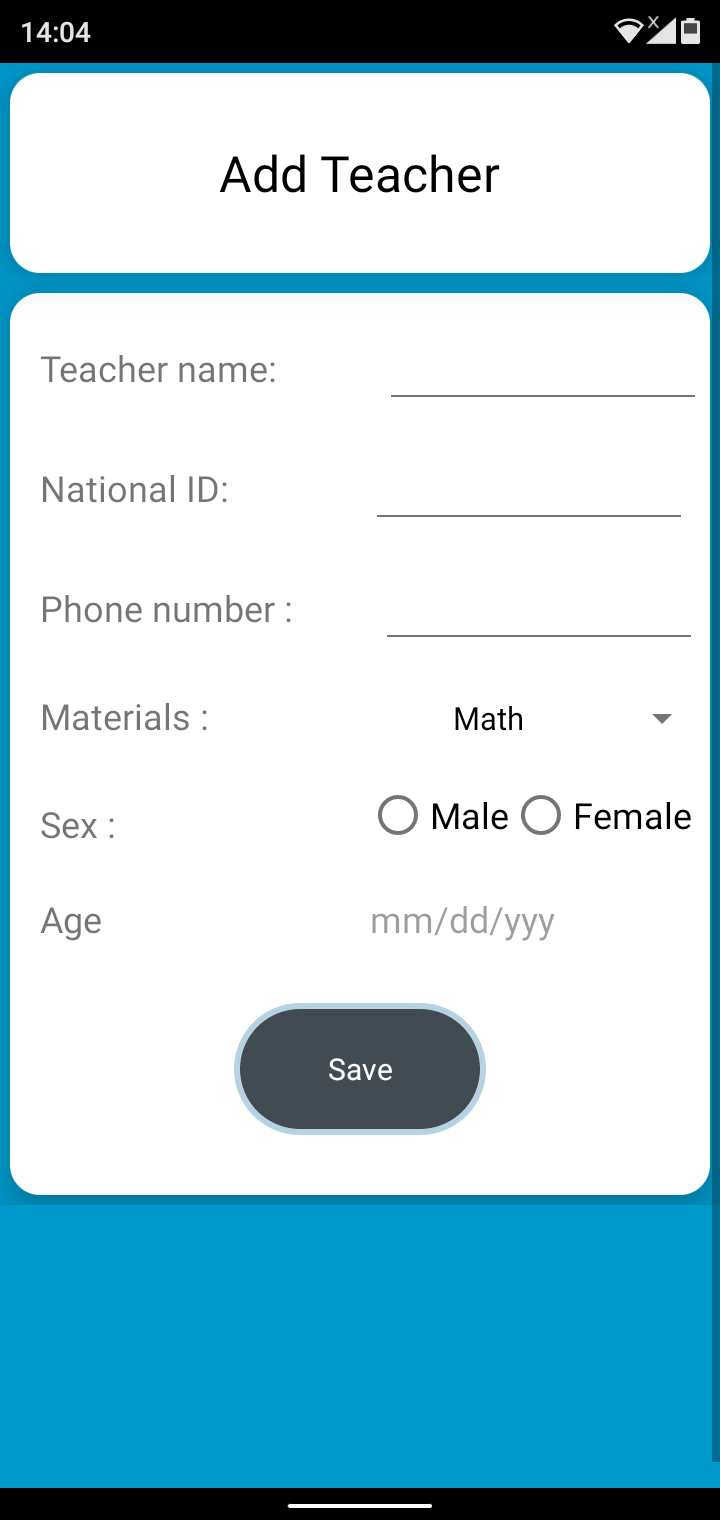 14:04
Add Teacher
Teacher name:
National ID:
Phone number :
Materials : Math
Sex : Male Female
Age mm/dd/yyy
Save